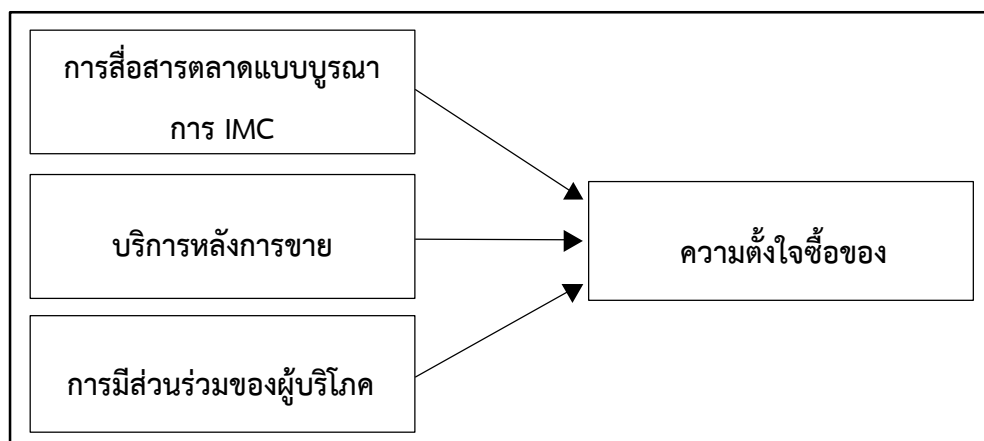 การสื่อสารตลาดแบบบูรณา
การ IMC
บริการหลังการขาย
ความตั้งใจซื้อของ
การมีส่วนร่วมของผู้บริโภค